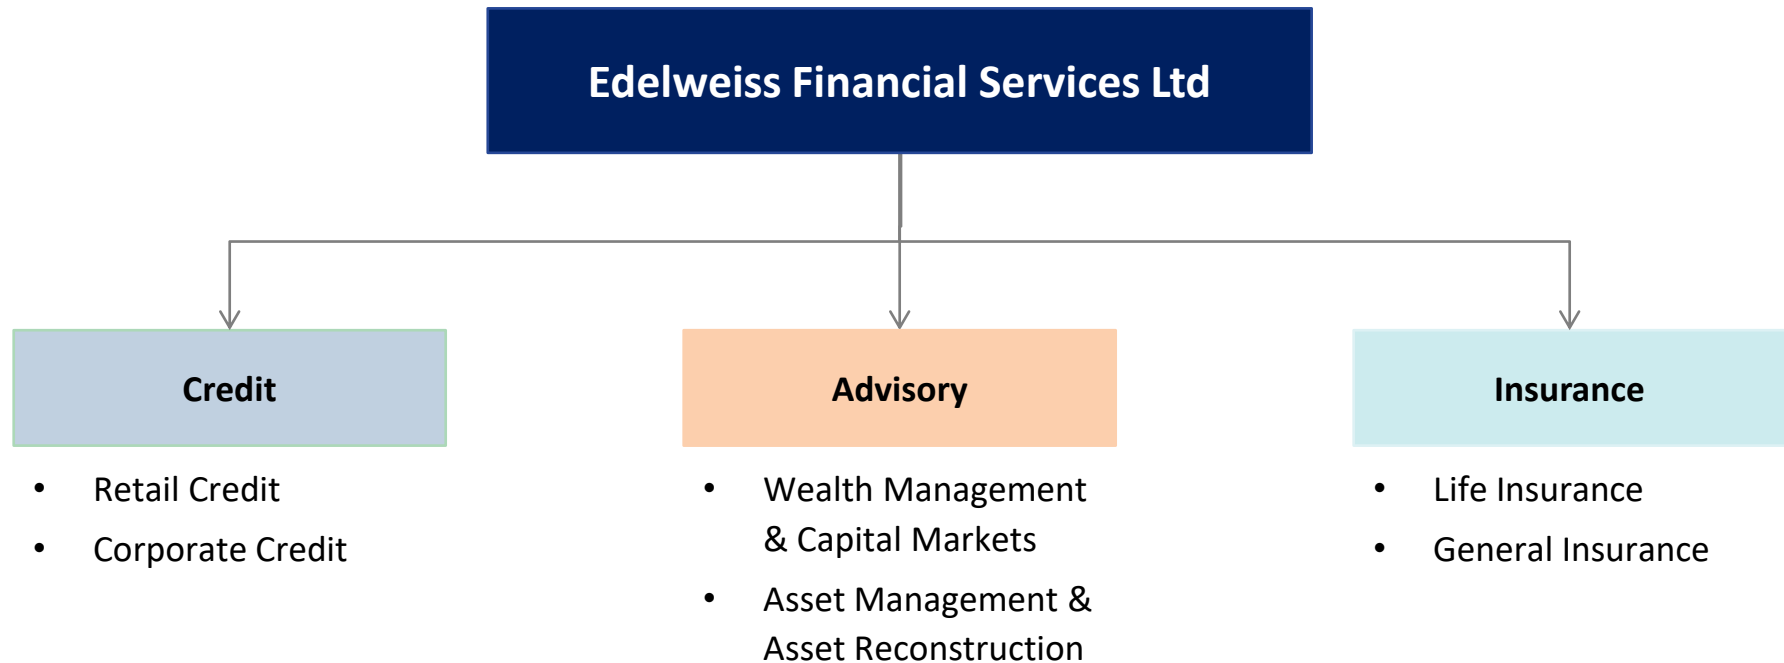 Edelweiss Financial Services Ltd
Credit
• Retail Credit
• Corporate Credit
Advisory
• Wealth Management
& Capital Markets
• Asset Management &
Asset Reconstruction
Insurance
• Life Insurance
• General Insurance